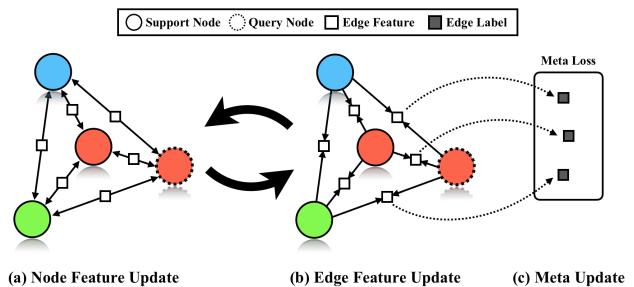 Support Node Query Node Edge Feature Edge Label
Meta Loss
(a) Node Feature Update (b) Edge Feature Update (c) Meta Update